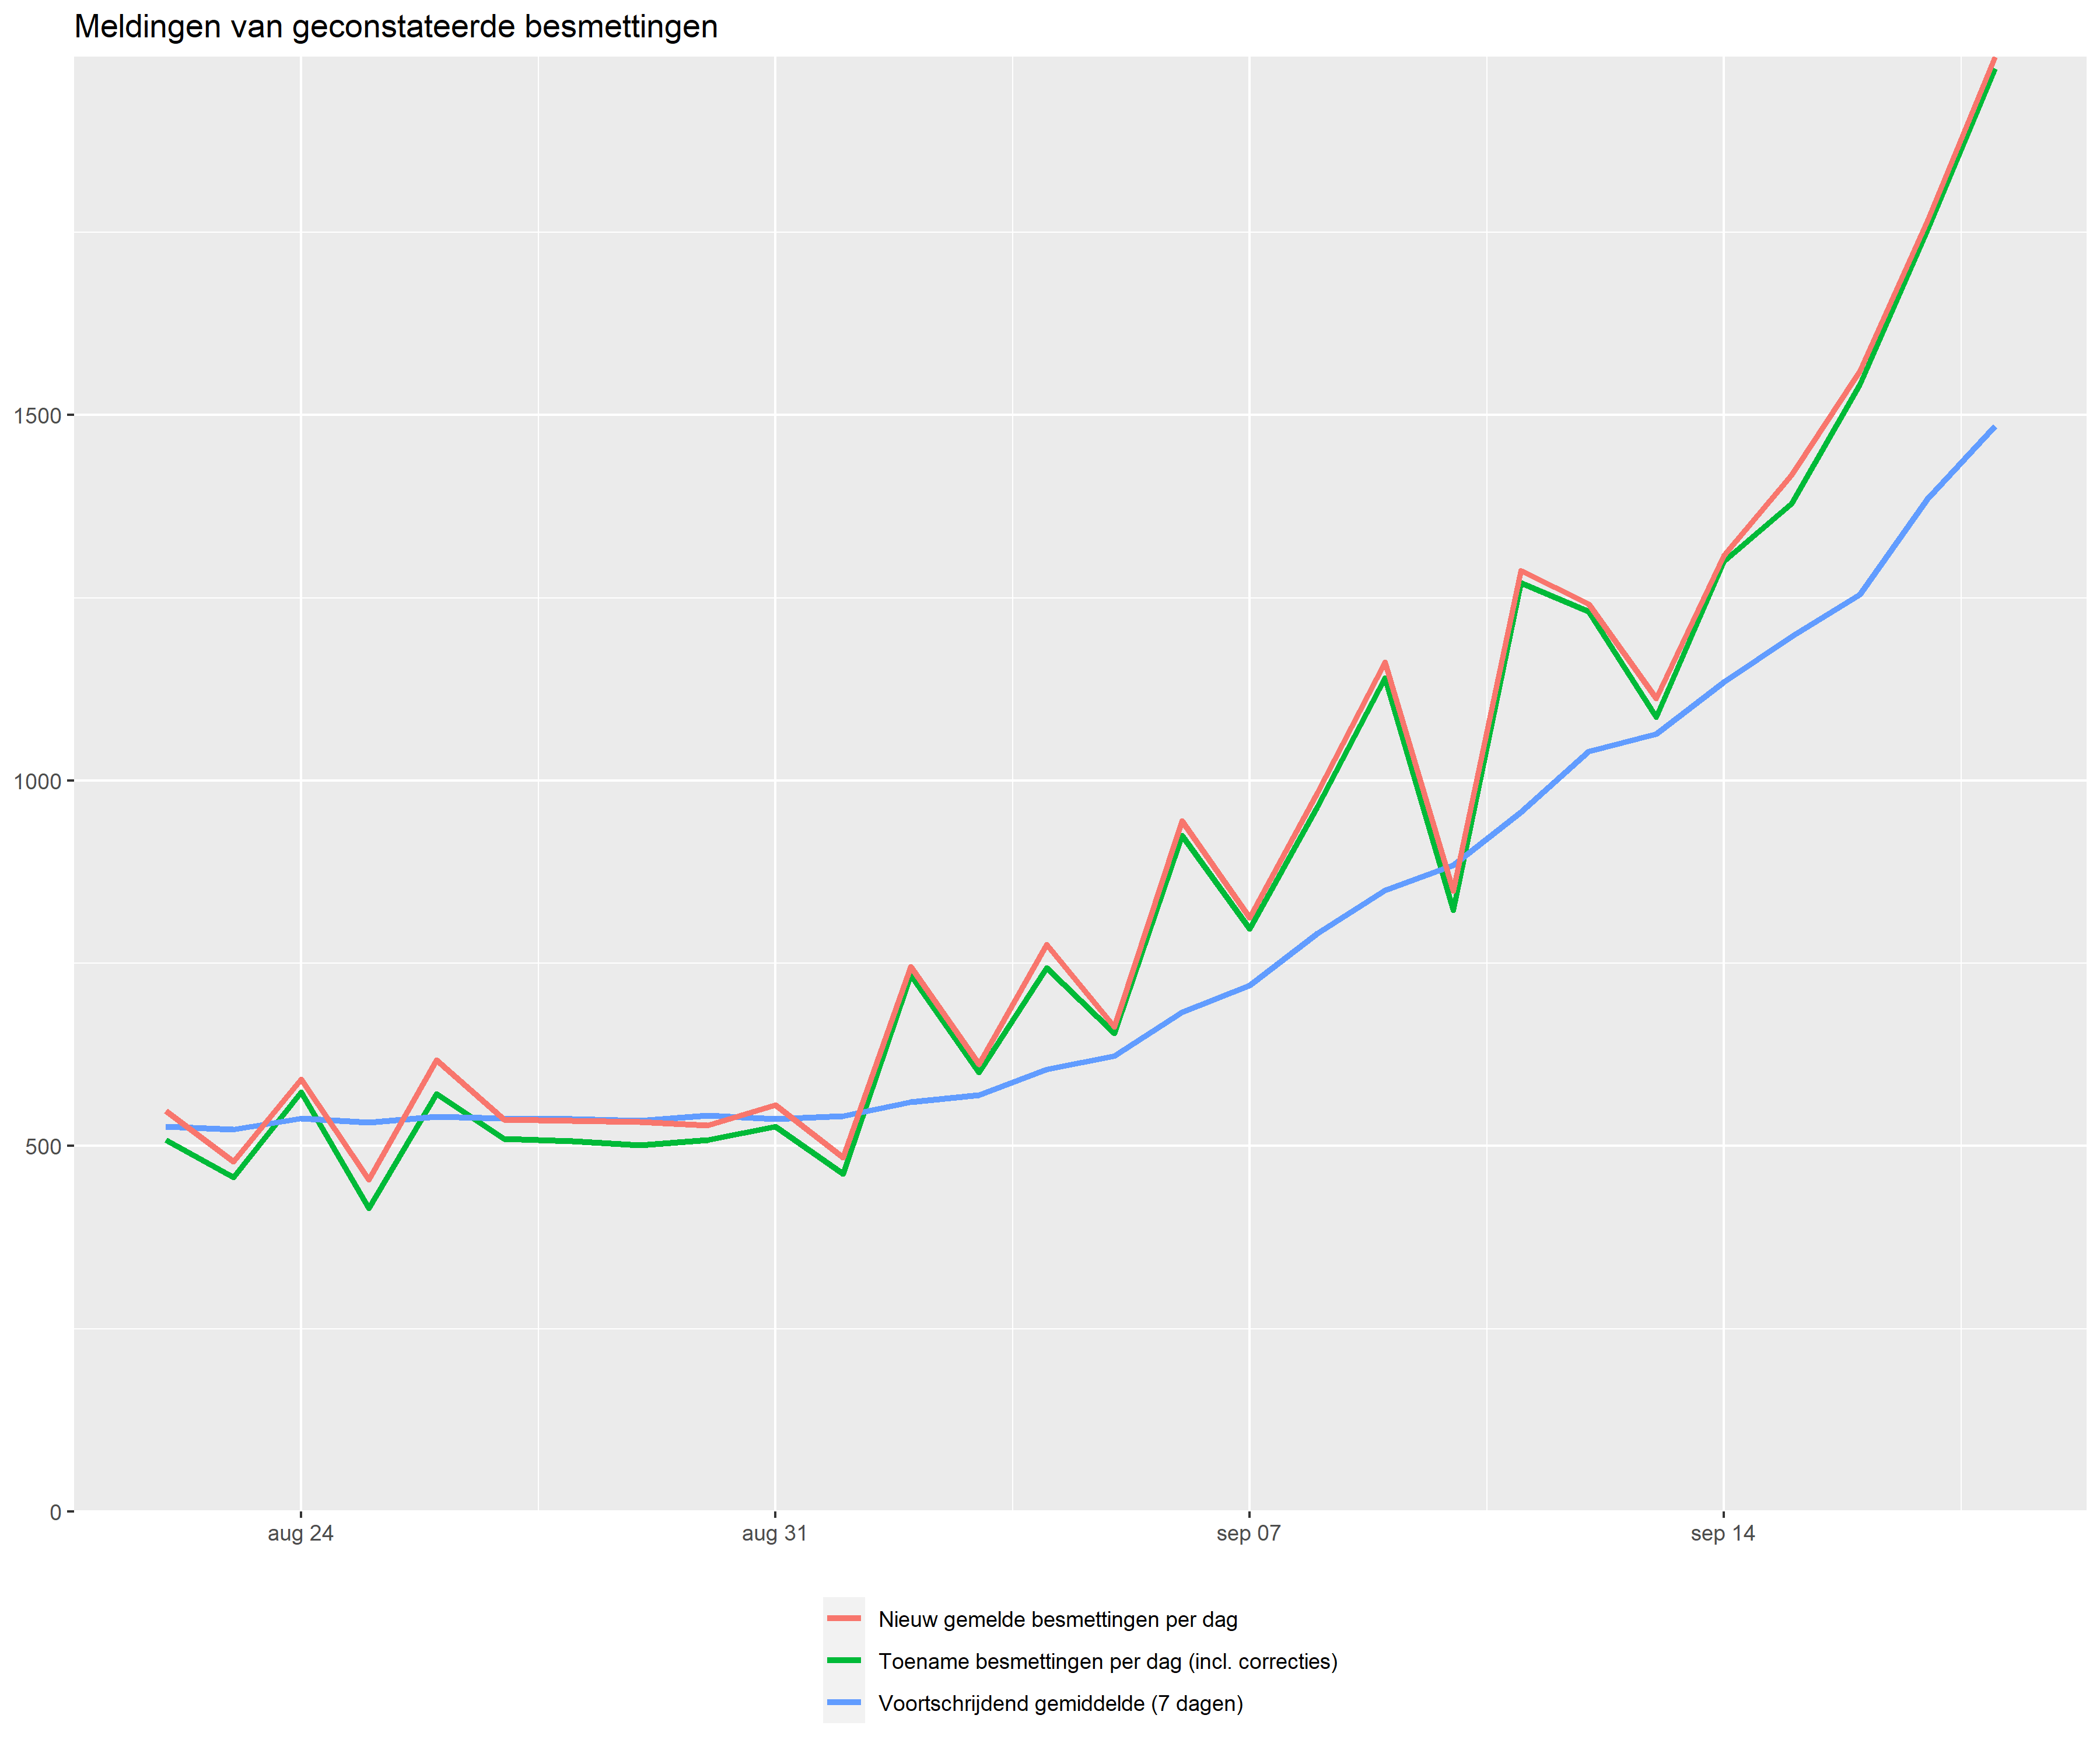 Meldingen van geconstateerde besmettingen
1500
1000
500
0
aug 24
aug 31
sep 07
sep 14
Nieuw gemelde besmettingen per dag
Toename besmettingen per dag (incl. correcties)
Voortschrijdend gemiddelde (7 dagen)